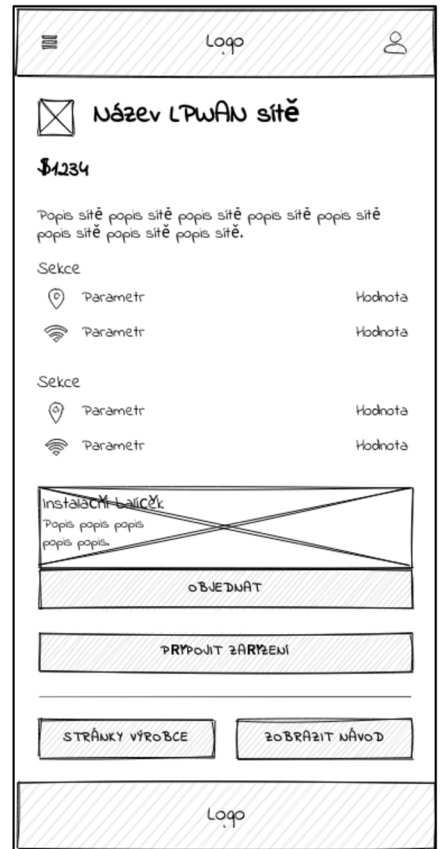 Logo
Název LPWAN sítě
$1234
Popis sítě popis sítě popis sítě popis sítě popis sítě
popis sítě popis sítě popis sítě.
Sekce
Parametr Hodnota
Parametr Hodnota
Sekce
Parametr Hodnota
Parametr Hodnota
Instalační balíček
Popis popis popis
popis popis.
OBJEDNAT
PŘIPOJIT ZAŘÍZENÍ
STRÁNKY VÝROBCE ZOBRAZIT NÁVOD
Logo